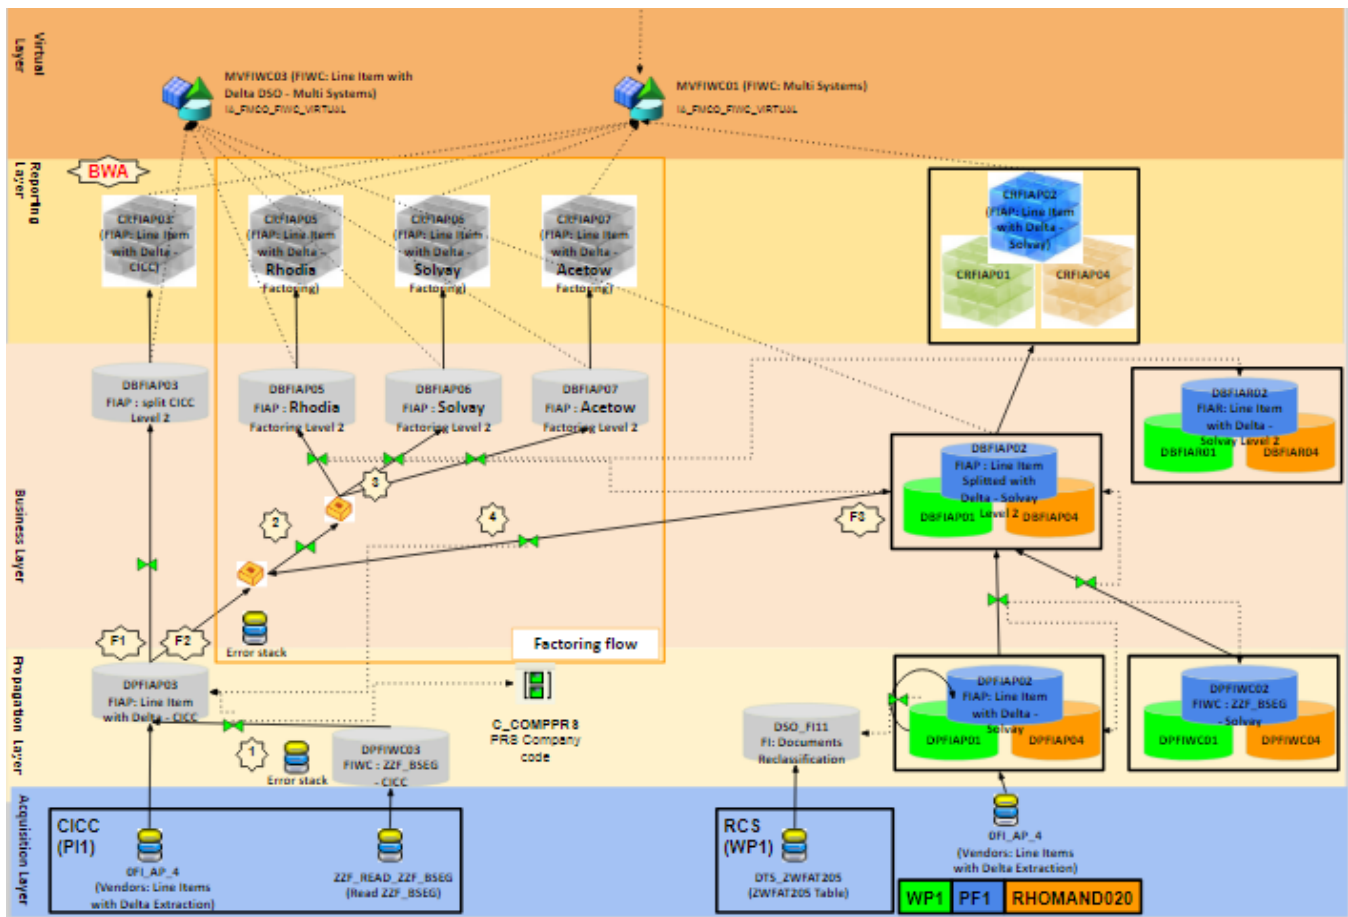 Virtual
Layer
MVFIWC03 (FIWC: Line Item with
Delta DSO - Multi Systems)
IA_FMCO_FIWC_VIRTUAL
MVFIWC01 (FIWC: Multi Systems)
IA_FMCO_FIWC_VIRTUAL
Reporting
Layer
BWA
CRFIAP03:
(FIAP: Line Item
with Delta -
CICC)
CRFIAP05
(FIAP: Line Item
with Delta -
Rhodia
Factoring)
CRFIAP06
(FIAP: Line Item
with Delta -
Solvay
Factoring)
CRFIAP07
(FIAP: Line Item
with Delta -
Acetow
Factoring)
CRFIAP02
(FIAP: Line Item
with Delta -
Solvay)
CRFIAP01
CRFIAP04
Business Layer
DBFIAP03
FIAP : split CICC
Level 2
DBFIAP05
FIAP : Rhodia
Factoring Level 2
DBFIAP06
FIAP : Solvay
Factoring Level 2
DBFIAP07
FIAP : Acetow
Factoring Level 2
DBFIAR02
FIAR: Line Item
with Delta -
Solvay Level 2
DBFIAR01
DBFIAR04
DBFIAP02
FIAP : Line Item
Splitted with
Delta - Solvay
Level 2
DBFIAP01
DBFIAP04
3
2
4
F3
F1
F2
Error stack
Factoring flow
Propagation Layer
DPFIAP03
FIAP: Line Item
with Delta - CICC
C_COMPPR8
PR8 Company
code
1
Error stack
DPFIWC03
FIWC : ZZF_BSEG
- CICC
DSO_FI11
FI: Documents
Reclassification
DPFIAP02
FIAP: Line Item
with Delta -
Solvay
DPFIAP01
DPFIAP04
DPFIWC02
FIWC : ZZF_BSEG
- Solvay
DPFIWC01
DPFIWC04
Acquisition Layer
CICC
(PI1)
0FI_AP_4
(Vendors: Line Items
with Delta Extraction)
ZZF_READ_ZZF_BSEG
(Read ZZF_BSEG)
RCS
(WP1)
DTS_ZWFAT205
(ZWFAT205 Table)
0FI_AP_4
(Vendors: Line Items
with Delta Extraction)
WP1
PF1
RHOMAND020